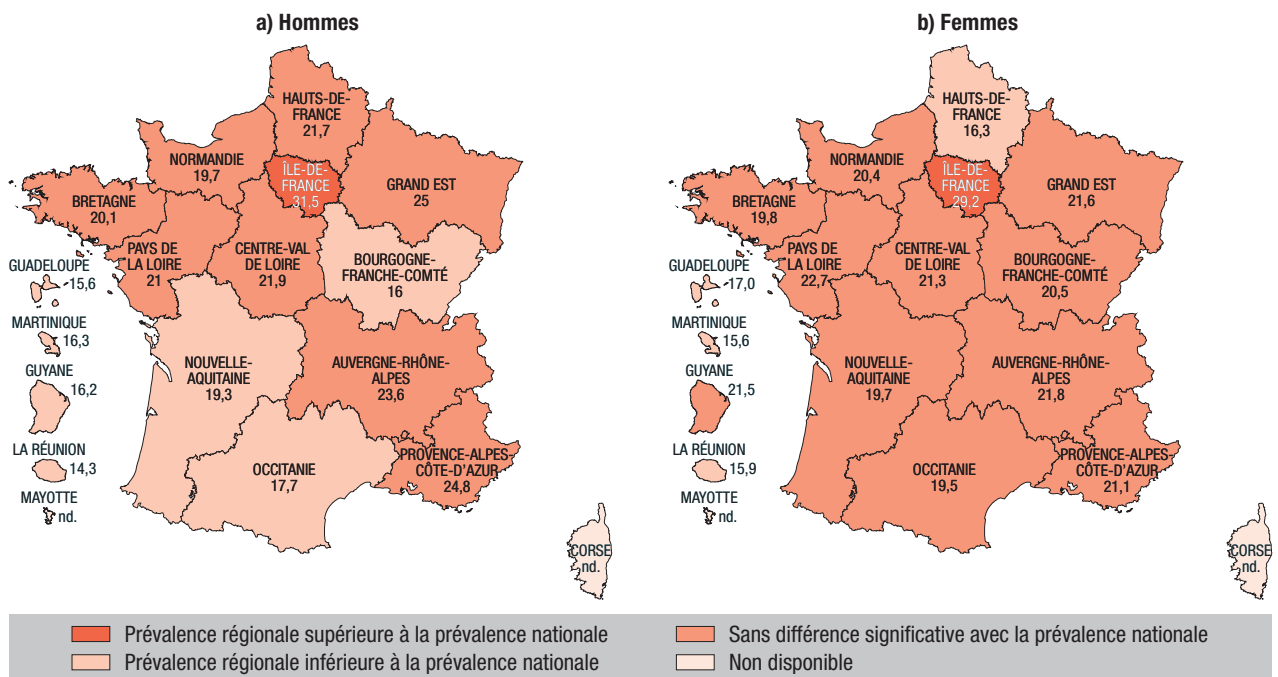 a) Hommes
HAUTS-DE-
FRANCE
21,7
NORMANDIE
19,7
ÎLE-DE-
FRANCE
31,5
GRAND EST
25
BRETAGNE
20,1
PAYS DE
LA LOIRE
21
CENTRE-VAL
DE LOIRE
21,9
BOURGOGNE-
FRANCHE-COMTÉ
16
GUADELOUPE
15,6
MARTINIQUE
16,3
GUYANE
16,2
LA RÉUNION
14,3
MAYOTTE
nd.
NOUVELLE-
AQUITAINE
19,3
AUVERGNE-RHÔNE-
ALPES
23,6
OCCITANIE
17,7
PROVENCE-ALPES-
CÔTE-D'AZUR
24,8
CORSE
nd.
b) Femmes
HAUTS-DE-
FRANCE
16,3
NORMANDIE
20,4
ÎLE-DE-
FRANCE
29,2
GRAND EST
21,6
BRETAGNE
19,8
PAYS DE
LA LOIRE
22,7
CENTRE-VAL
DE LOIRE
21,3
BOURGOGNE-
FRANCHE-COMTÉ
20,5
GUADELOUPE
17,0
MARTINIQUE
15,6
GUYANE
21,5
LA RÉUNION
15,9
MAYOTTE
nd.
NOUVELLE-
AQUITAINE
19,7
AUVERGNE-RHÔNE-
ALPES
21,8
OCCITANIE
19,5
PROVENCE-ALPES-
CÔTE-D'AZUR
21,1
CORSE
nd.
Prévalence régionale supérieure à la prévalence nationale
Prévalence régionale inférieure à la prévalence nationale
Sans différence significative avec la prévalence nationale
Non disponible